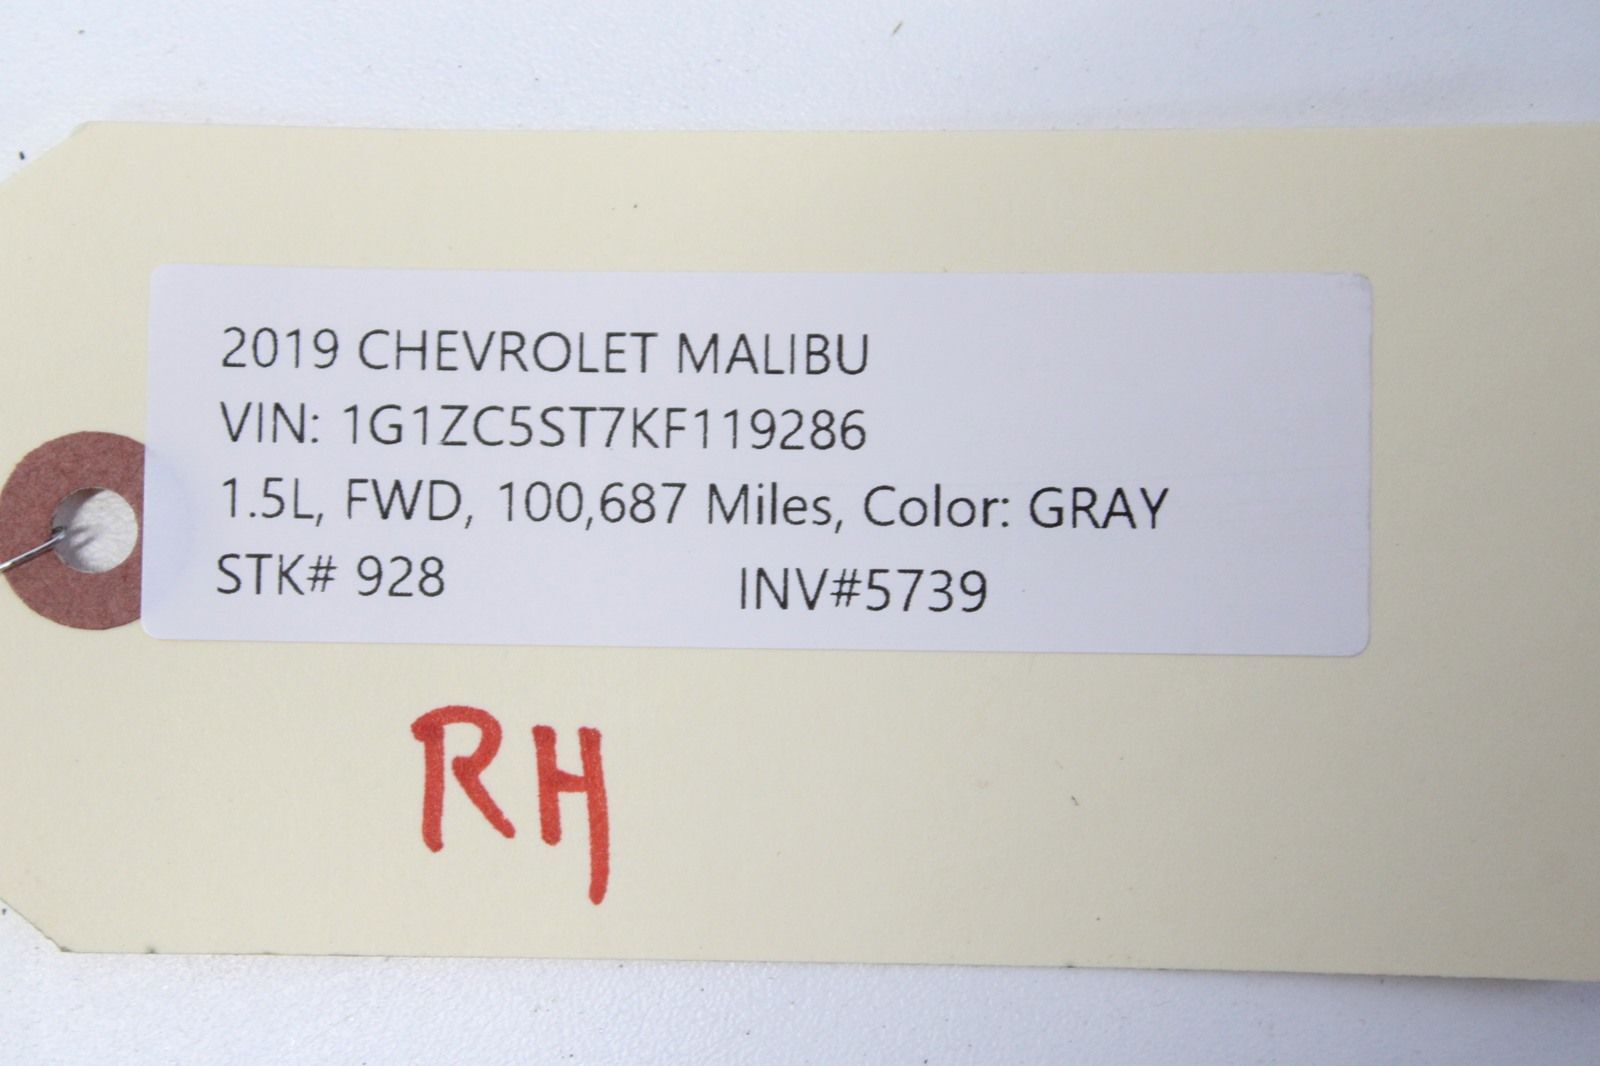 2019 CHEVROLET MALIBU
VIN: 1G1ZC5ST7KF119286
1.5L, FWD, 100,687 Miles, Color: GRAY
STK# 928 INV#5739
RH